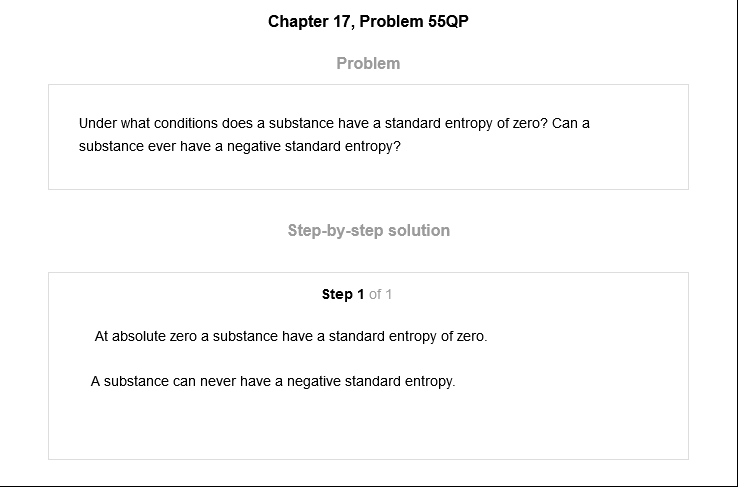 Chapter 17, Problem 55QP
Problem
Under what conditions does a substance have a standard entropy of zero? Can a
substance ever have a negative standard entropy?
Step-by-step solution
Step 1 of 1
At absolute zero a substance have a standard entropy of zero.
A substance can never have a negative standard entropy.